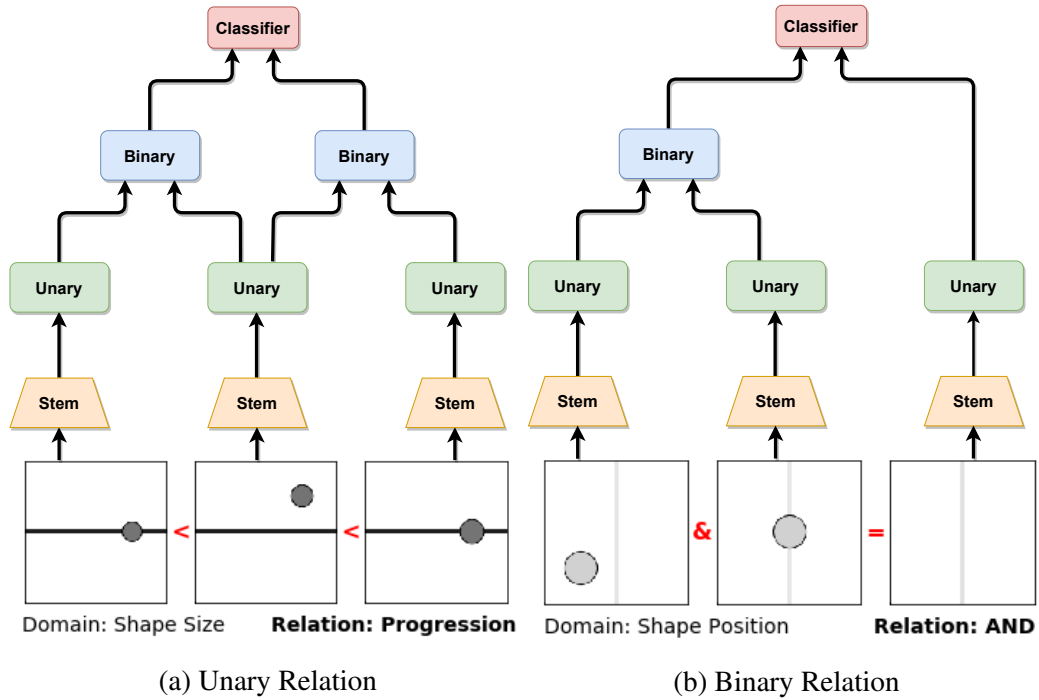 Classifier
Classifier
Binary
Binary
Binary
Unary
Unary
Unary
Unary
Unary
Unary
Stem
Stem
Stem
Stem
Stem
Stem
< < & =
Domain: Shape Size Relation: Progression
Domain: Shape Position Relation: AND
(a) Unary Relation
(b) Binary Relation